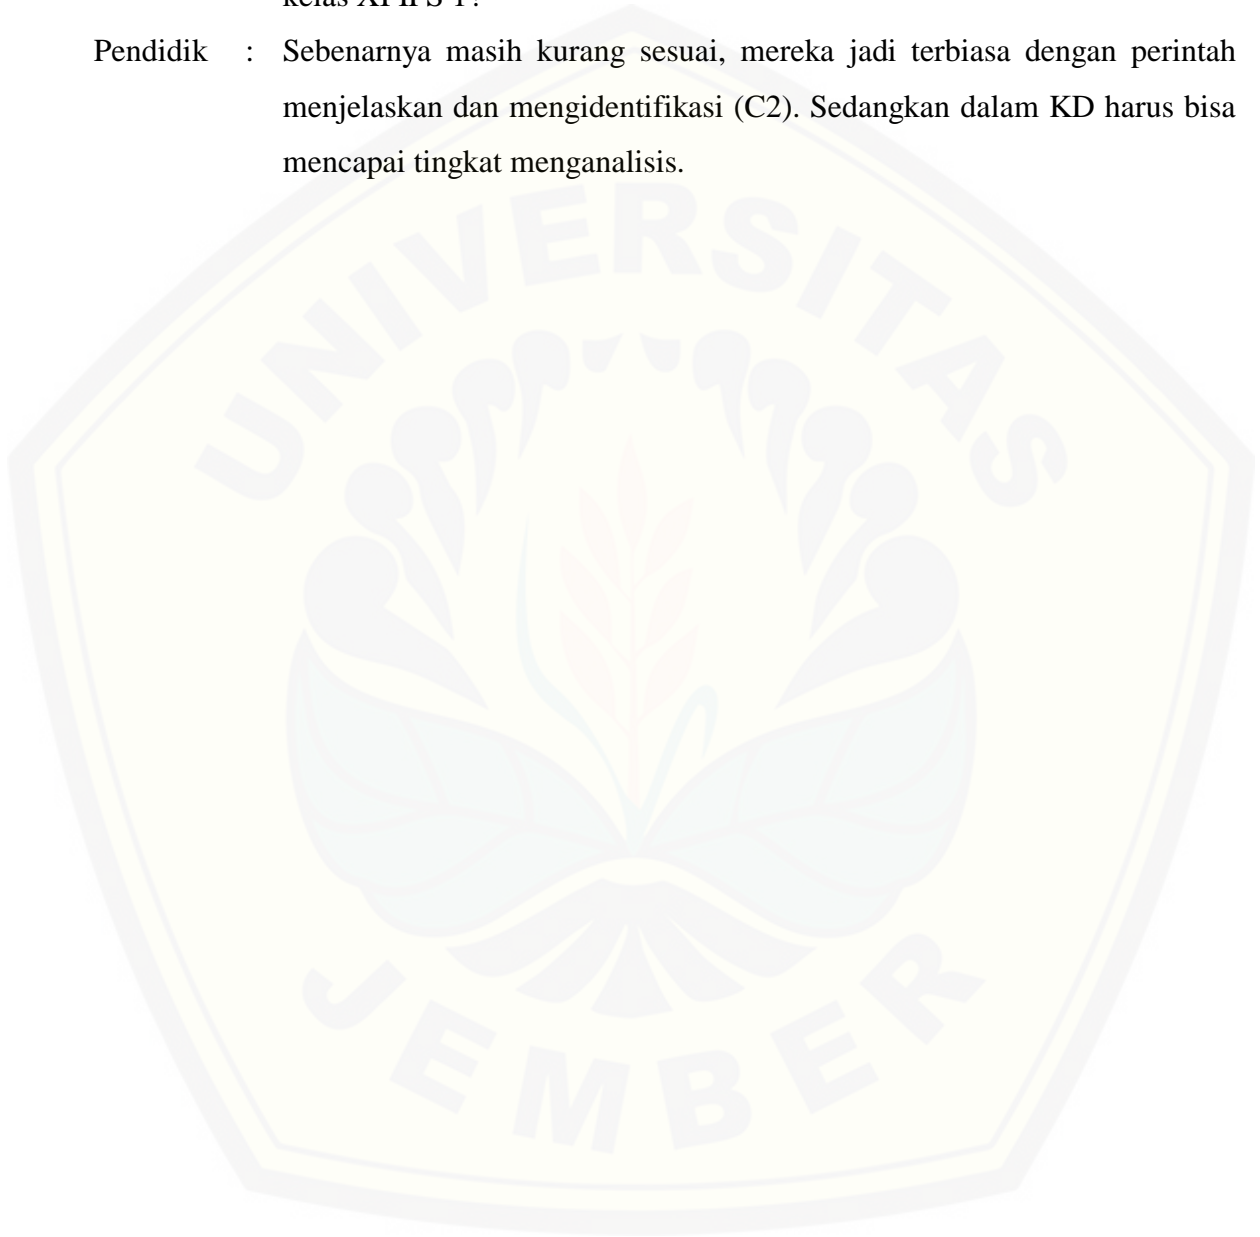 kelas XI IPS 1?
Pendidik : Sebenarnya masih kurang sesuai, mereka jadi terbiasa dengan perintah
menjelaskan dan mengidentifikasi (C2). Sedangkan dalam KD harus bisa
mencapai tingkat menganalisis.
UNIVERSITAS
JEMBER